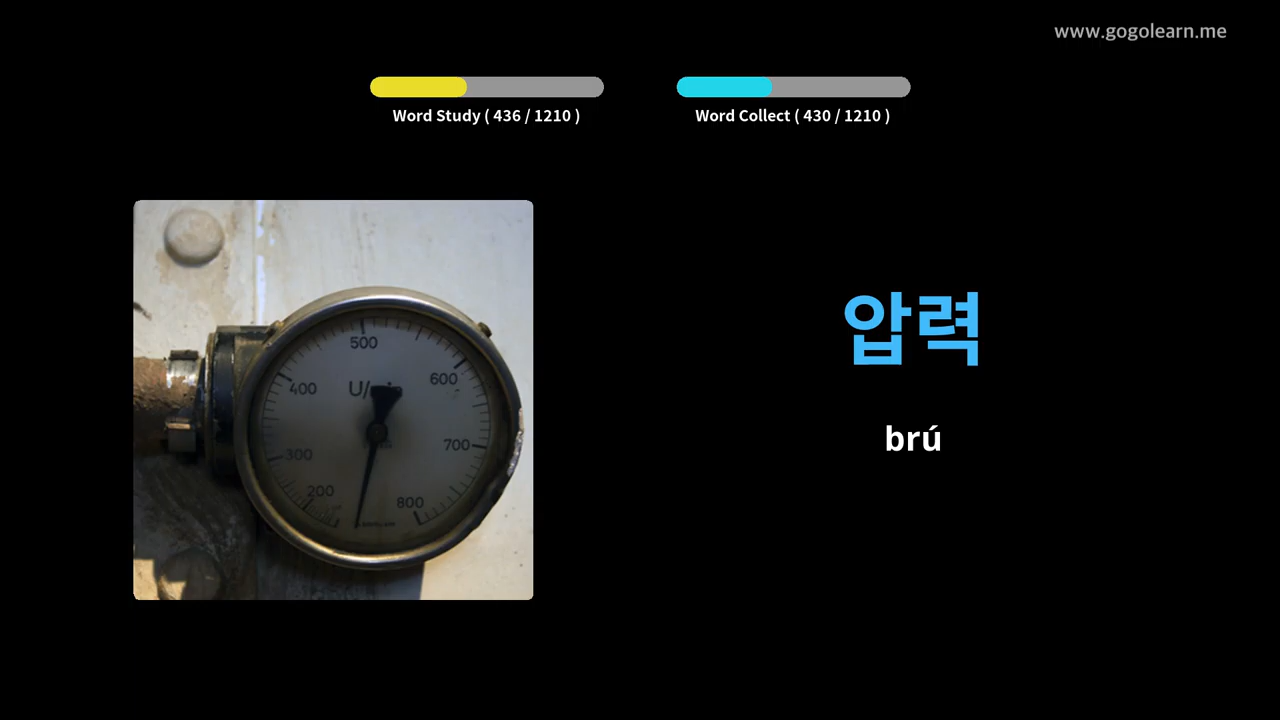 www.gogolearn.me
Word Study ( 436 / 1210 )
Word Collect ( 430 / 1210 )
500
400
600
300
700
200
800
압력
brú